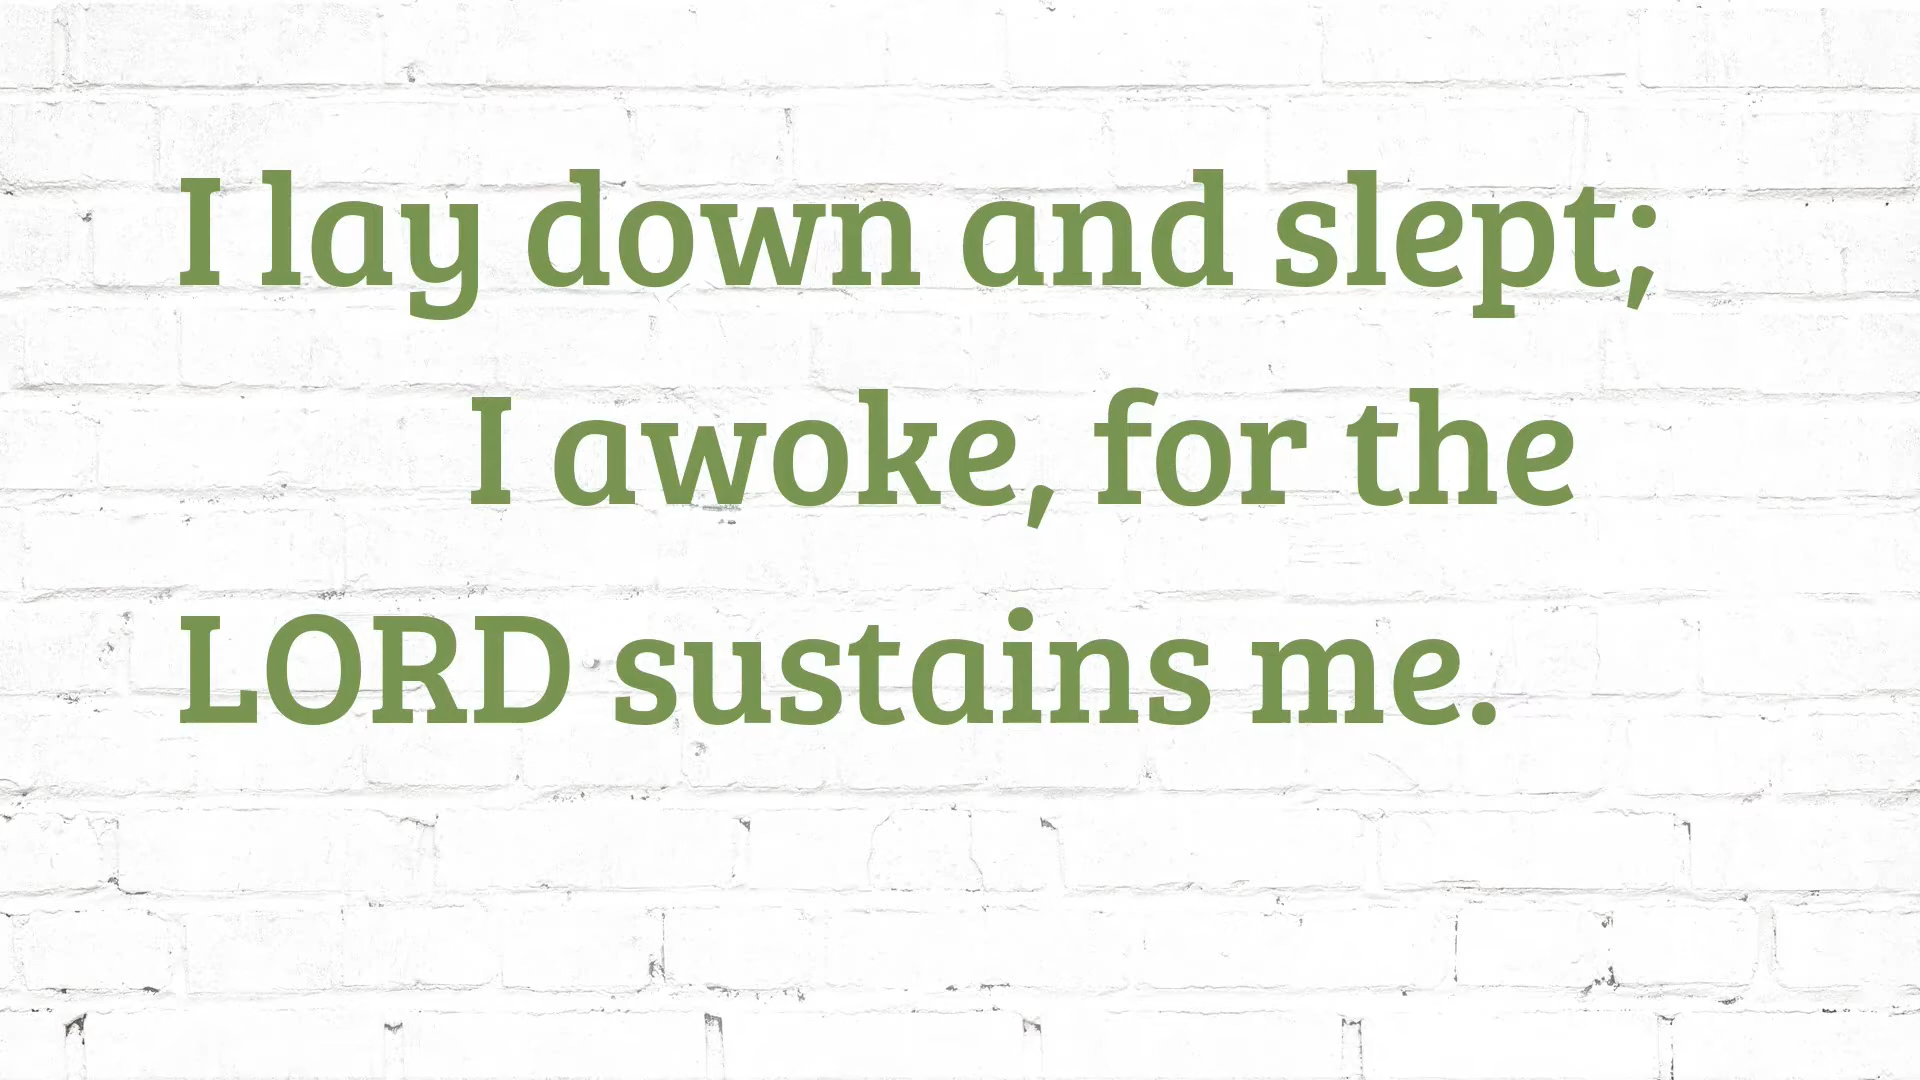 I lay down and slept;
I awoke, for the
LORD sustains me.